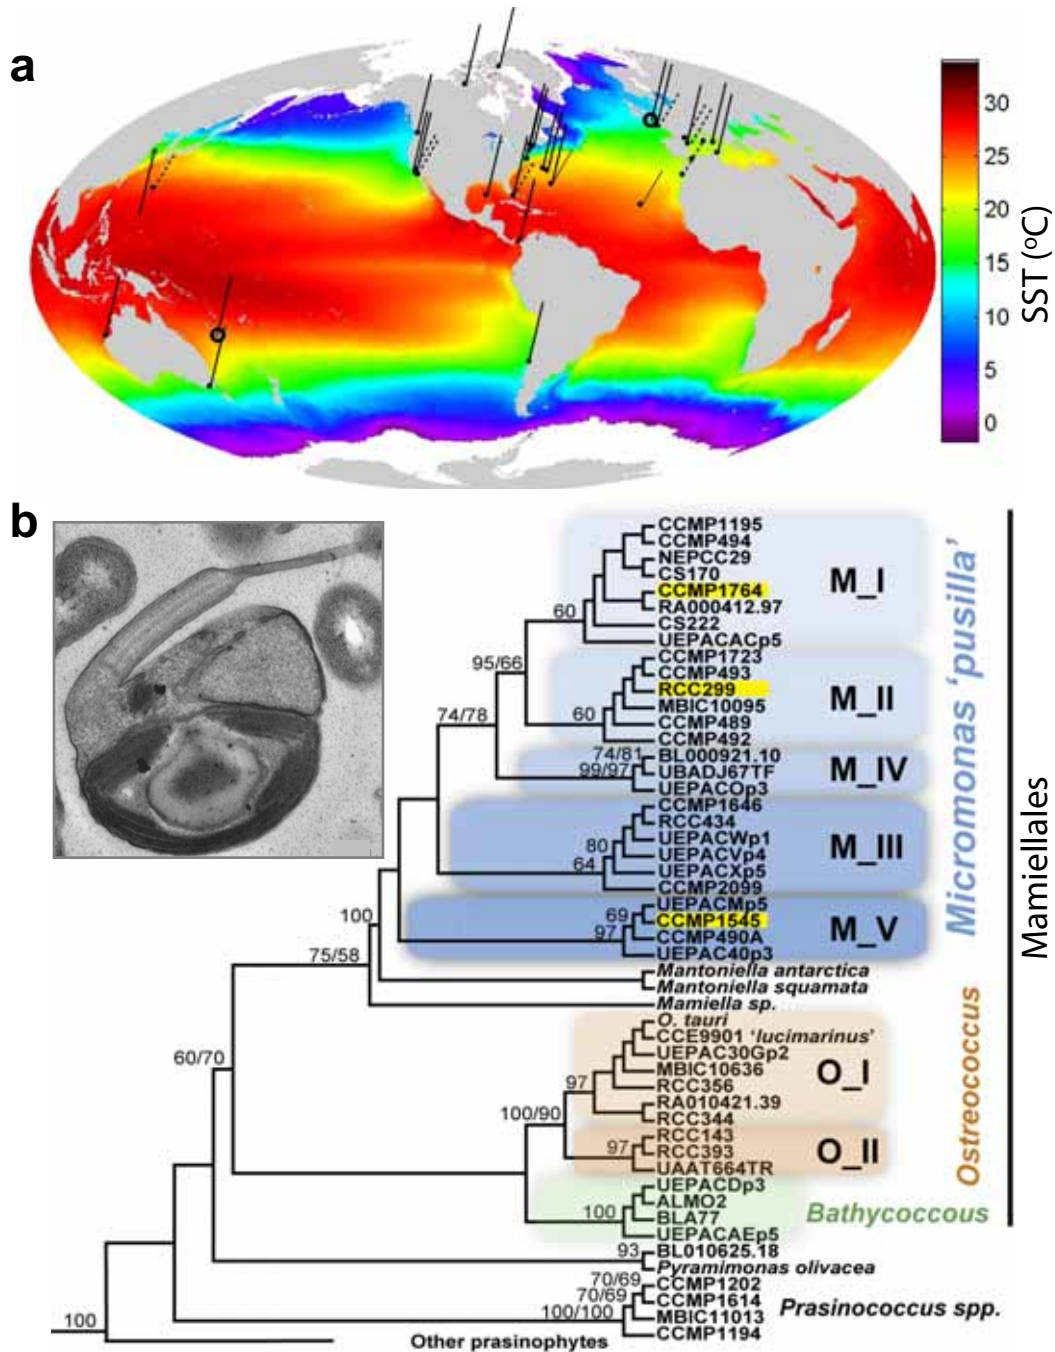 a
30
25
20
15
10
5
0
SST (oC)
b
CCMP1195
CCMP494
NEPCC29
CS170
CCMP1764
RA000412.97
CS222
UEPACACp5
M_I
60
95/66
CCMP1723
CCMP493
RCC299
MBIC10095
CCMP489
CCMP492
M_II
60
74/78
BL000921.10
UBADJ67TF
UEPACOp3
M_IV
74/81
99/97
CCMP1646
RCC434
UEPACWp1
UEPACVp4
UEPACXp5
CCMP2099
M_III
80
64
UEPACMp5
CCMP1545
CCMP490A
UEPAC40p3
M_V
69
97
Micromonas ‘pusilla’
100
75/58
Mantoniella antarctica
Mantoniella squamata
Mamiella sp.
O. tauri
CCE9901 ‘lucimarinus’
UEPAC30Gp2
MBIC10636
RCC356
RA010421.39
RCC344
O_I
97
60/70
100/90
RCC143
RCC393
UAAT664TR
O_II
97
Ostreococcus
UEPACDp3
ALMO2
BLA77
UEPACAEp5
100
Bathycoccous
Mamiellales
93
BL010625.18
Pyramimonas olivacea
70/69
70/69
100/100
CCMP1202
CCMP1614
MBIC11013
CCMP1194
Prasinococcus spp.
100
Other prasinophytes